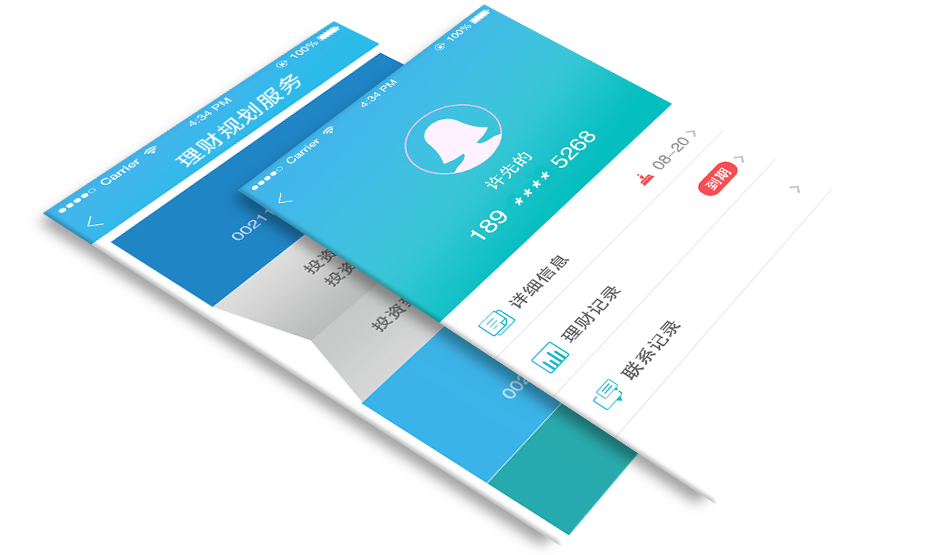 Carrier 4:34 PM 100%
理财规划服务
0021-
投资
投资
投资
002
Carrier 4:34 PM 100%
许先的
189 **** 5268
详细信息 08-20
理财记录 到期
联系记录